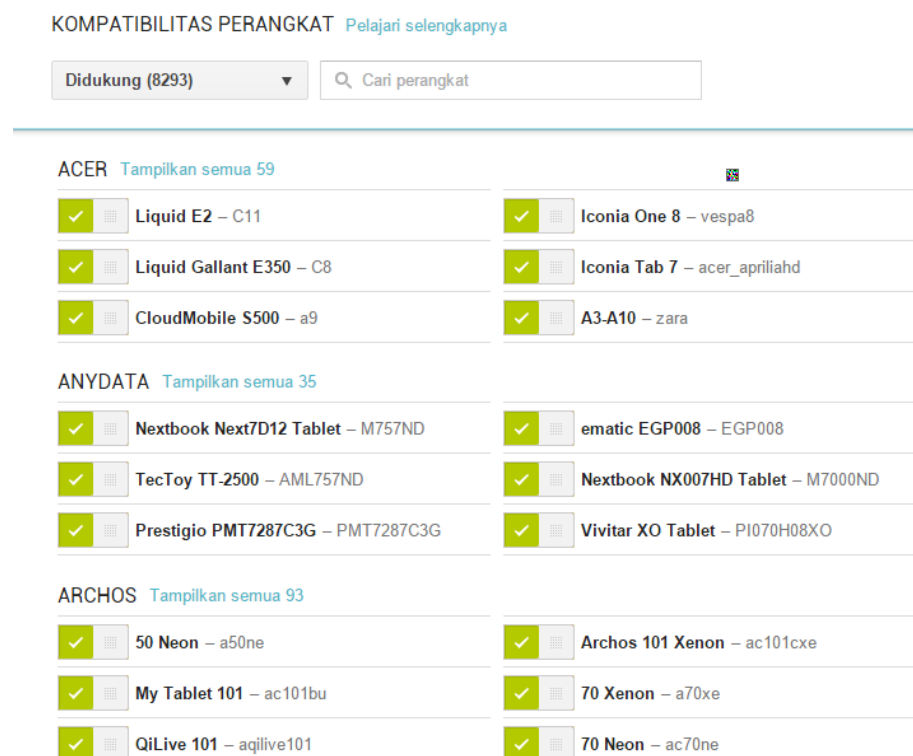 KOMPATIBILITAS PERANGKAT Pelajari selengkapnya
Didukung (8293) Cari perangkat
ACER Tampilkan semua 59
Liquid E2 – C11 Iconia One 8 – vespa8
Liquid Gallant E350 – C8 Iconia Tab 7 – acer_apriliahd
CloudMobile S500 – a9 A3-A10 – zara
ANYDATA Tampilkan semua 35
Nextbook Next7D12 Tablet – M757ND ematic EGP008 – EGP008
TecToy TT-2500 – AML757ND Nextbook NX007HD Tablet – M7000ND
Prestigio PMT7287C3G – PMT7287C3G Vivitar XO Tablet – PI070H08XO
ARCHOS Tampilkan semua 93
50 Neon – a50ne Archos 101 Xenon – ac101cxe
My Tablet 101 – ac101bu 70 Xenon – a70xe
QiLive 101 – aqilive101 70 Neon – ac70ne